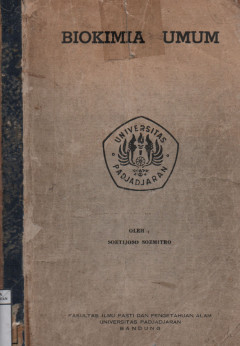 BIOKIMIA UMUM
UNIVERSITAS
PADJADJARAN
OLEH :
SOETIJOSO SOEMITRO
FAKULTAS ILMU PASTI DAN PENGETAHUAN ALAM
UNIVERSITAS PADJADJARAN
BANDUNG